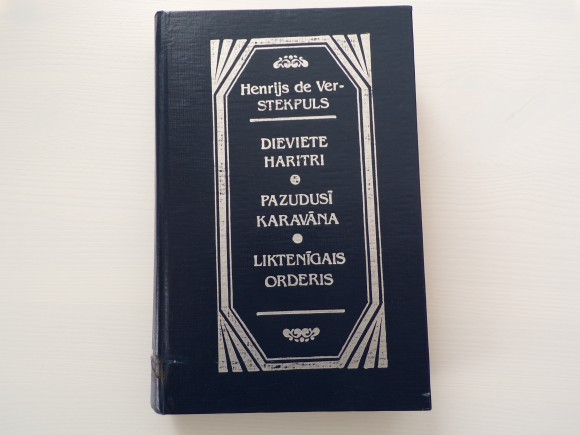 Henrijs de Ver-
STEKPULS
DIEVIETE
HARITRI
PAZUDUSĪ
KARAVĀNA
LIKTENĪGAIS
ORDERIS